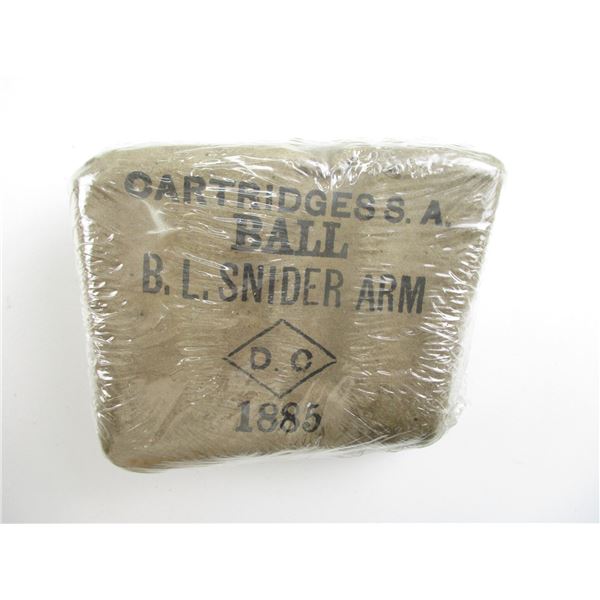 CARTRIDGES S. A.
BALL
B. L. SNIDER ARM
D. C
1885